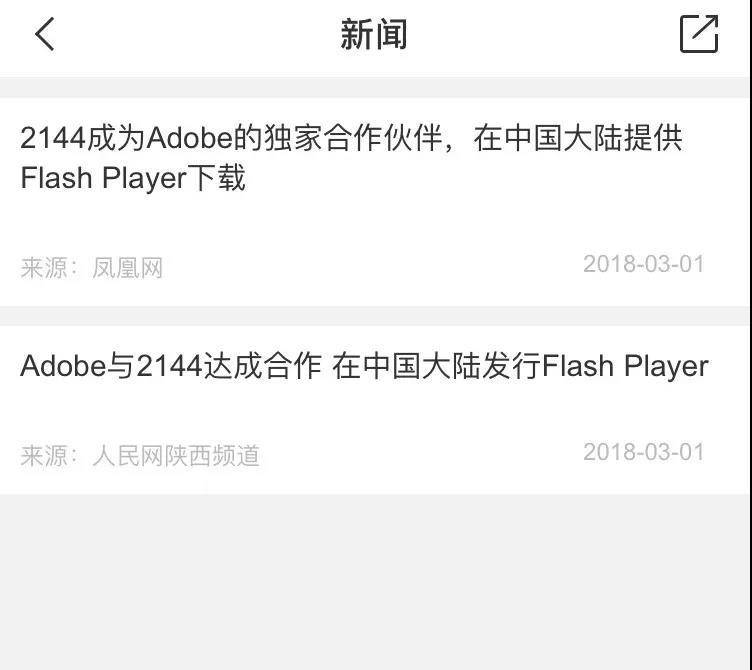 新闻
2144成为Adobe的独家合作伙伴，在中国大陆提供
Flash Player下载
来源：凤凰网
2018-03-01
Adobe与2144达成合作 在中国大陆发行Flash Player
来源：人民网陕西频道
2018-03-01